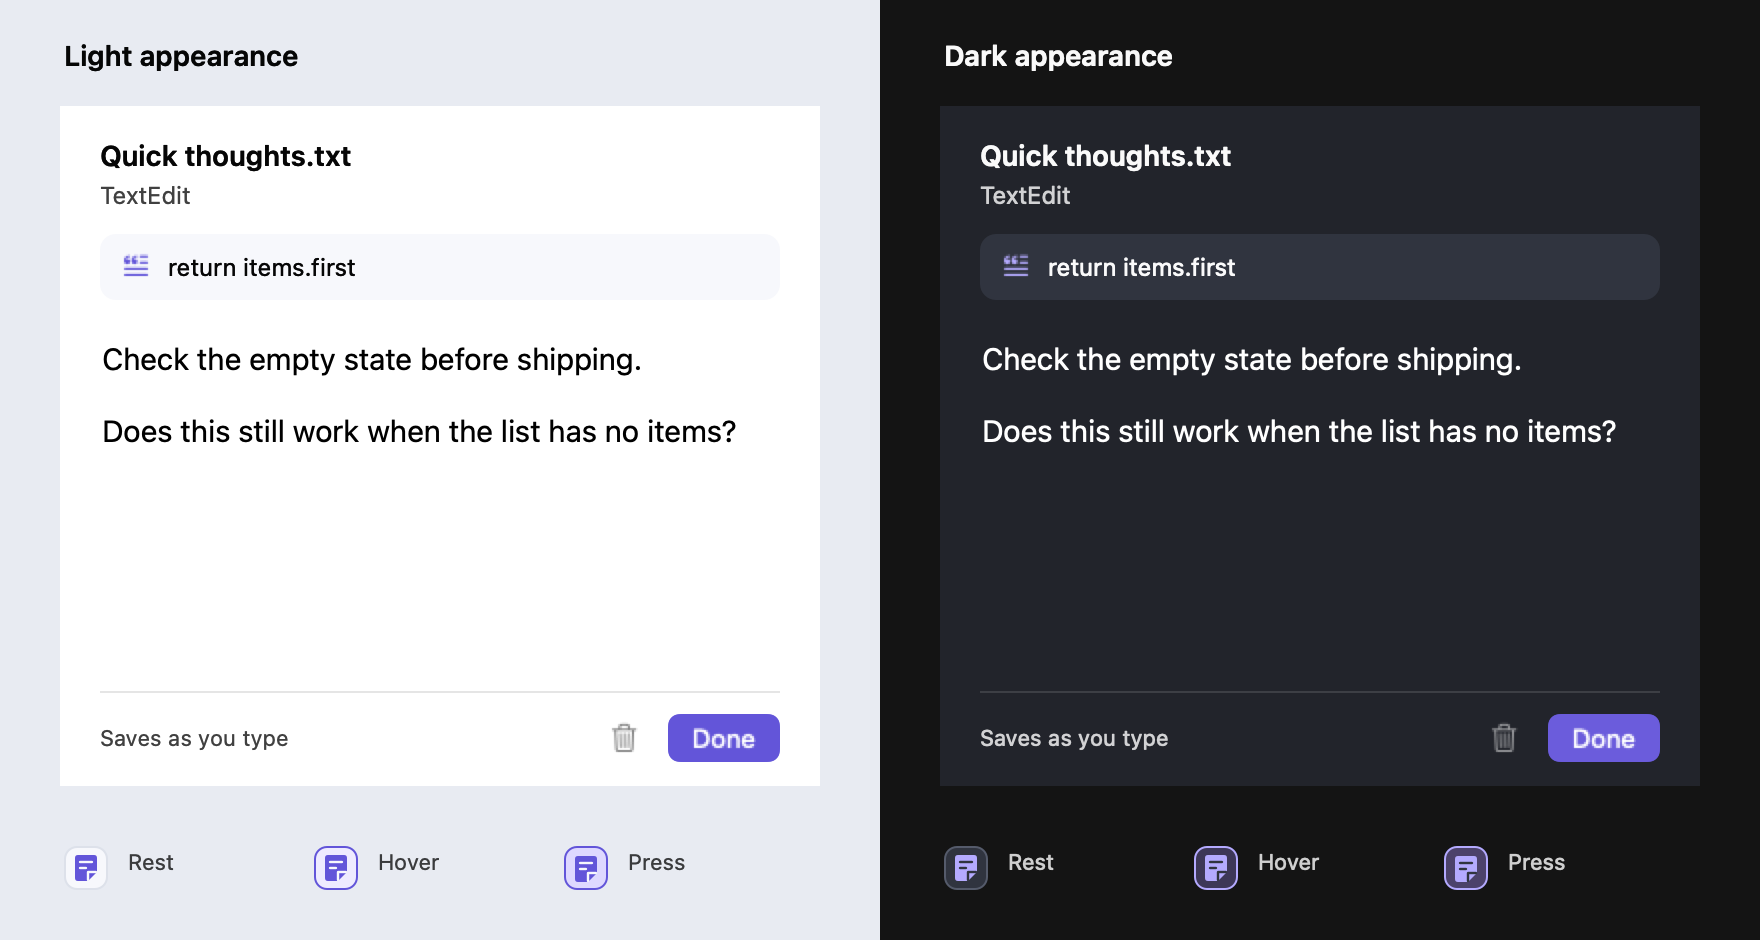 Light appearance
Quick thoughts.txt
TextEdit
return items.first
Check the empty state before shipping.
Does this still work when the list has no items?
Saves as you type
Done
Rest
Hover
Press
Dark appearance
Quick thoughts.txt
TextEdit
return items.first
Check the empty state before shipping.
Does this still work when the list has no items?
Saves as you type
Done
Rest
Hover
Press